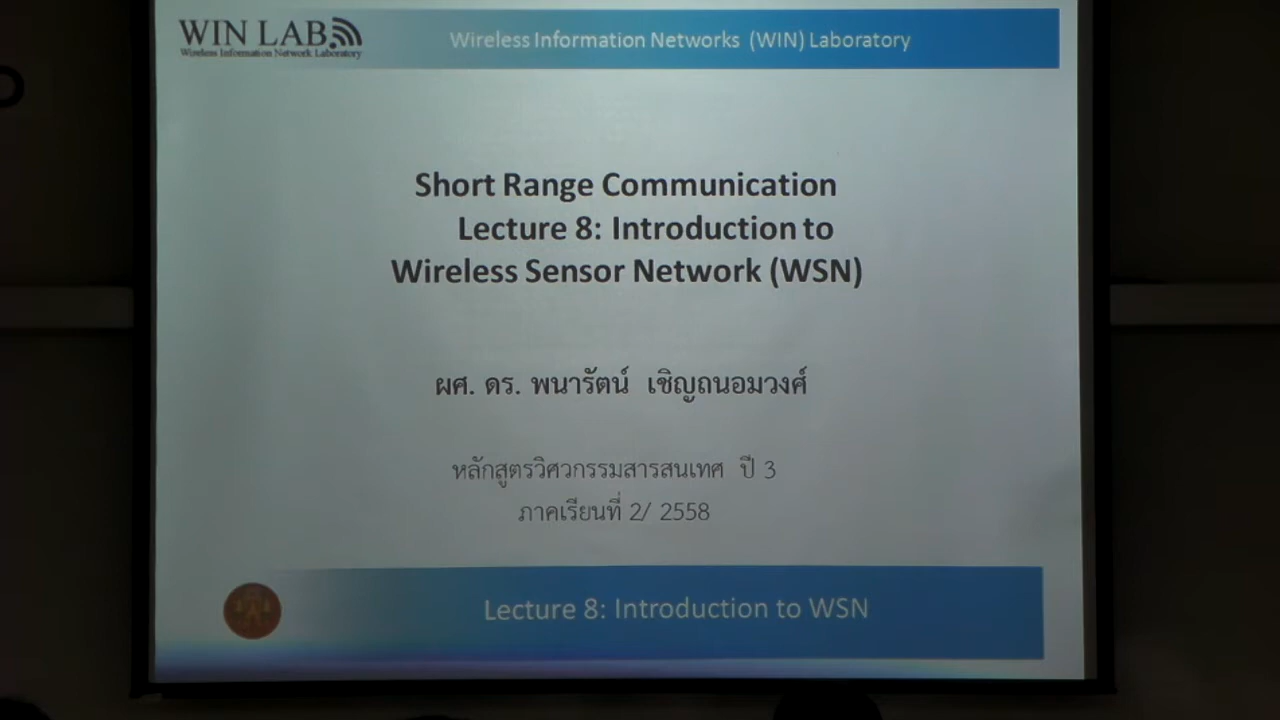 WIN LAB
Wireless Information Network Laboratory
Wireless Information Networks (WIN) Laboratory
Short Range Communication
Lecture 8: Introduction to
Wireless Sensor Network (WSN)
ผศ. ดร. พนารัตน์ เชิญถนอมวงศ์
หลักสูตรวิศวกรรมสารสนเทศ ปี 3
ภาคเรียนที่ 2/ 2558
Lecture 8: Introduction to WSN